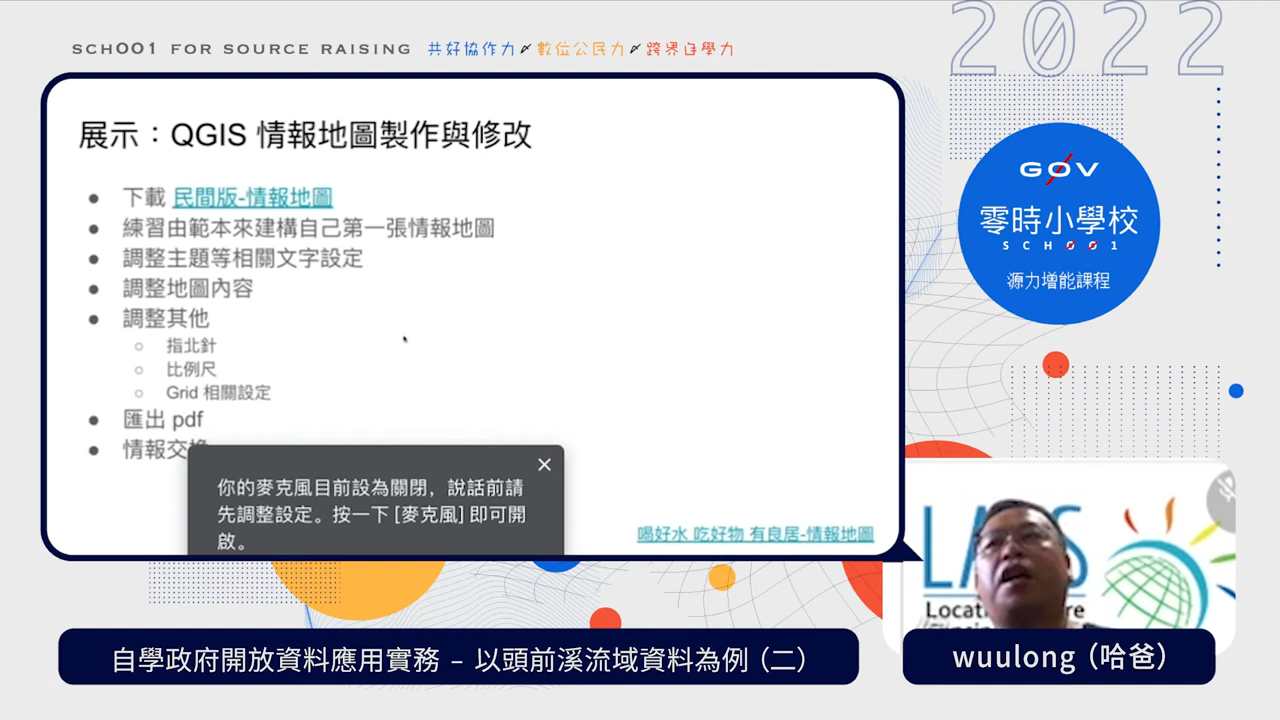 SCHOO1 FOR SOURCE RAISING 共好協作力 數位公民力 跨界自學力
2022
展示：QGIS 情報地圖製作與修改
● 下載 民間版-情報地圖
● 練習由範本來建構自己第一張情報地圖
● 調整主題等相關文字設定
● 調整地圖內容
● 調整其他
○ 指北針
○ 比例尺
○ Grid 相關設定
● 匯出 pdf
● 情報交
你的麥克風目前設為關閉，說話前請
先調整設定。按一下 [麥克風] 即可開
啟。
喝好水 吃好物 有良居-情報地圖
G0V
零時小學校
SCH001
源力增能課程
Locat
re
自學政府開放資料應用實務 – 以頭前溪流域資料為例（二）
wuulong（哈爸）